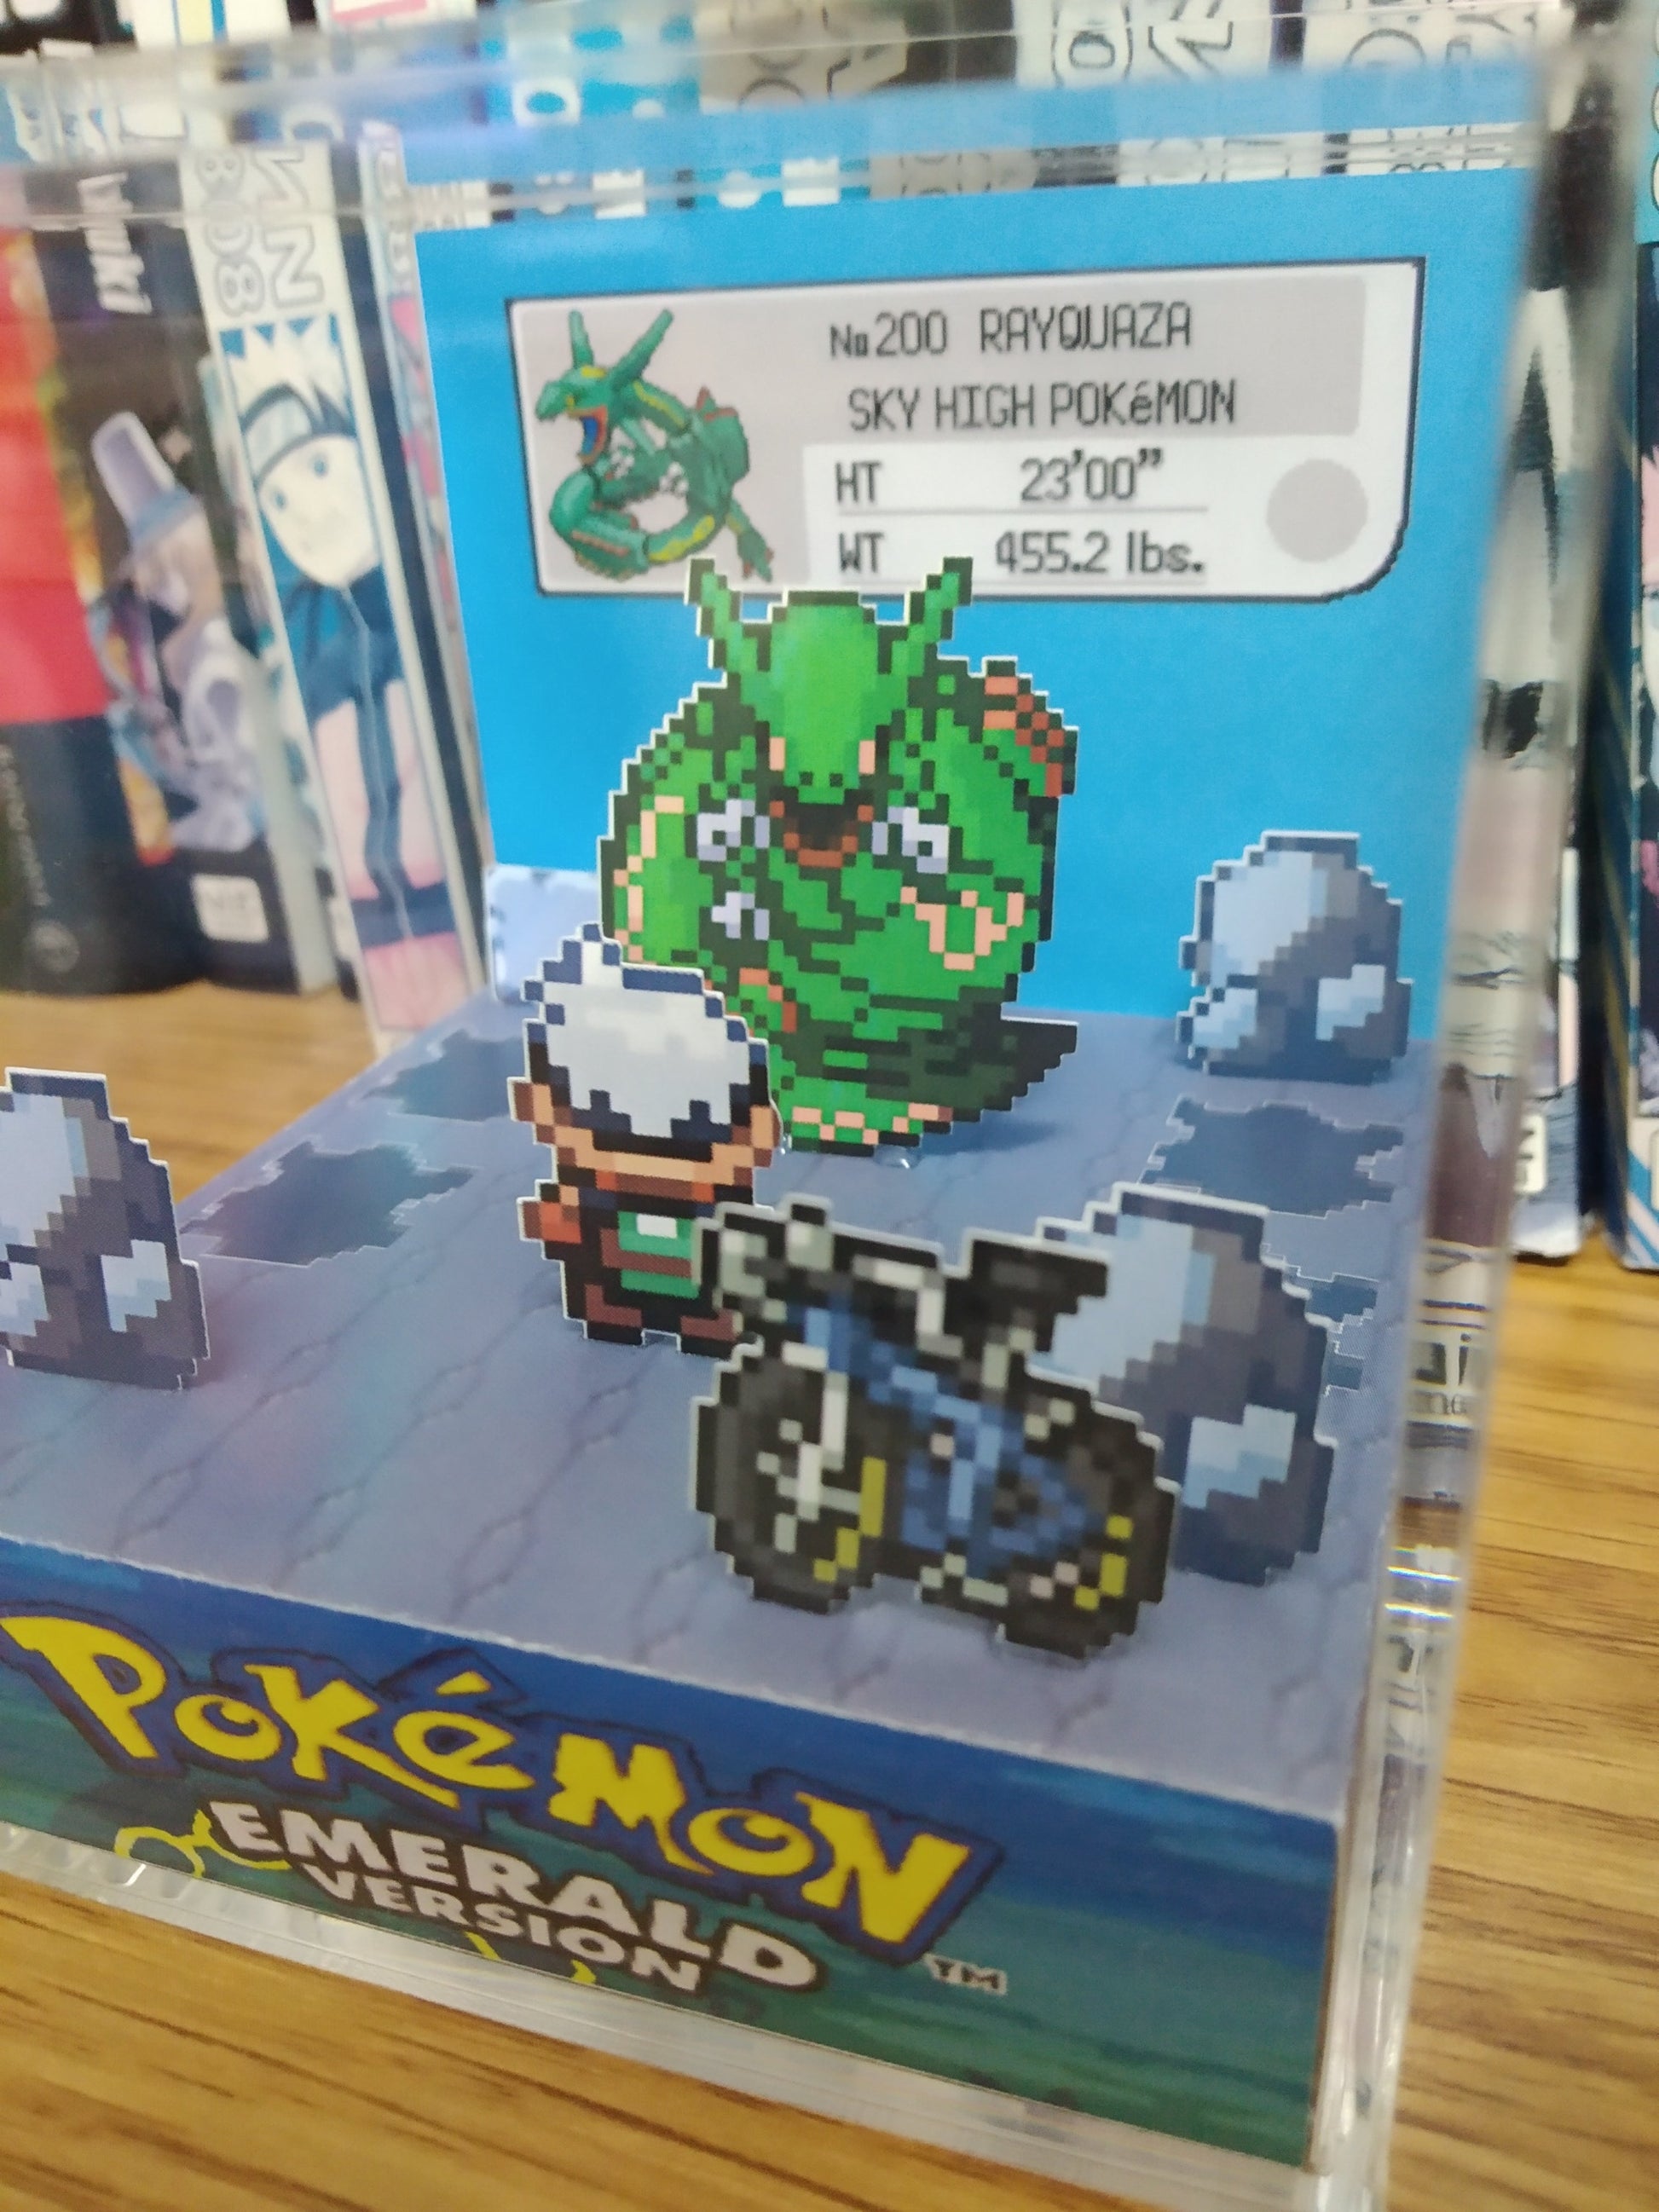 No200 RAYQUAZA
SKY HIGH POKéMON
HT 23'00"
WT 455.2 lbs.
POKéMON
EMERALD
VERSION
TM